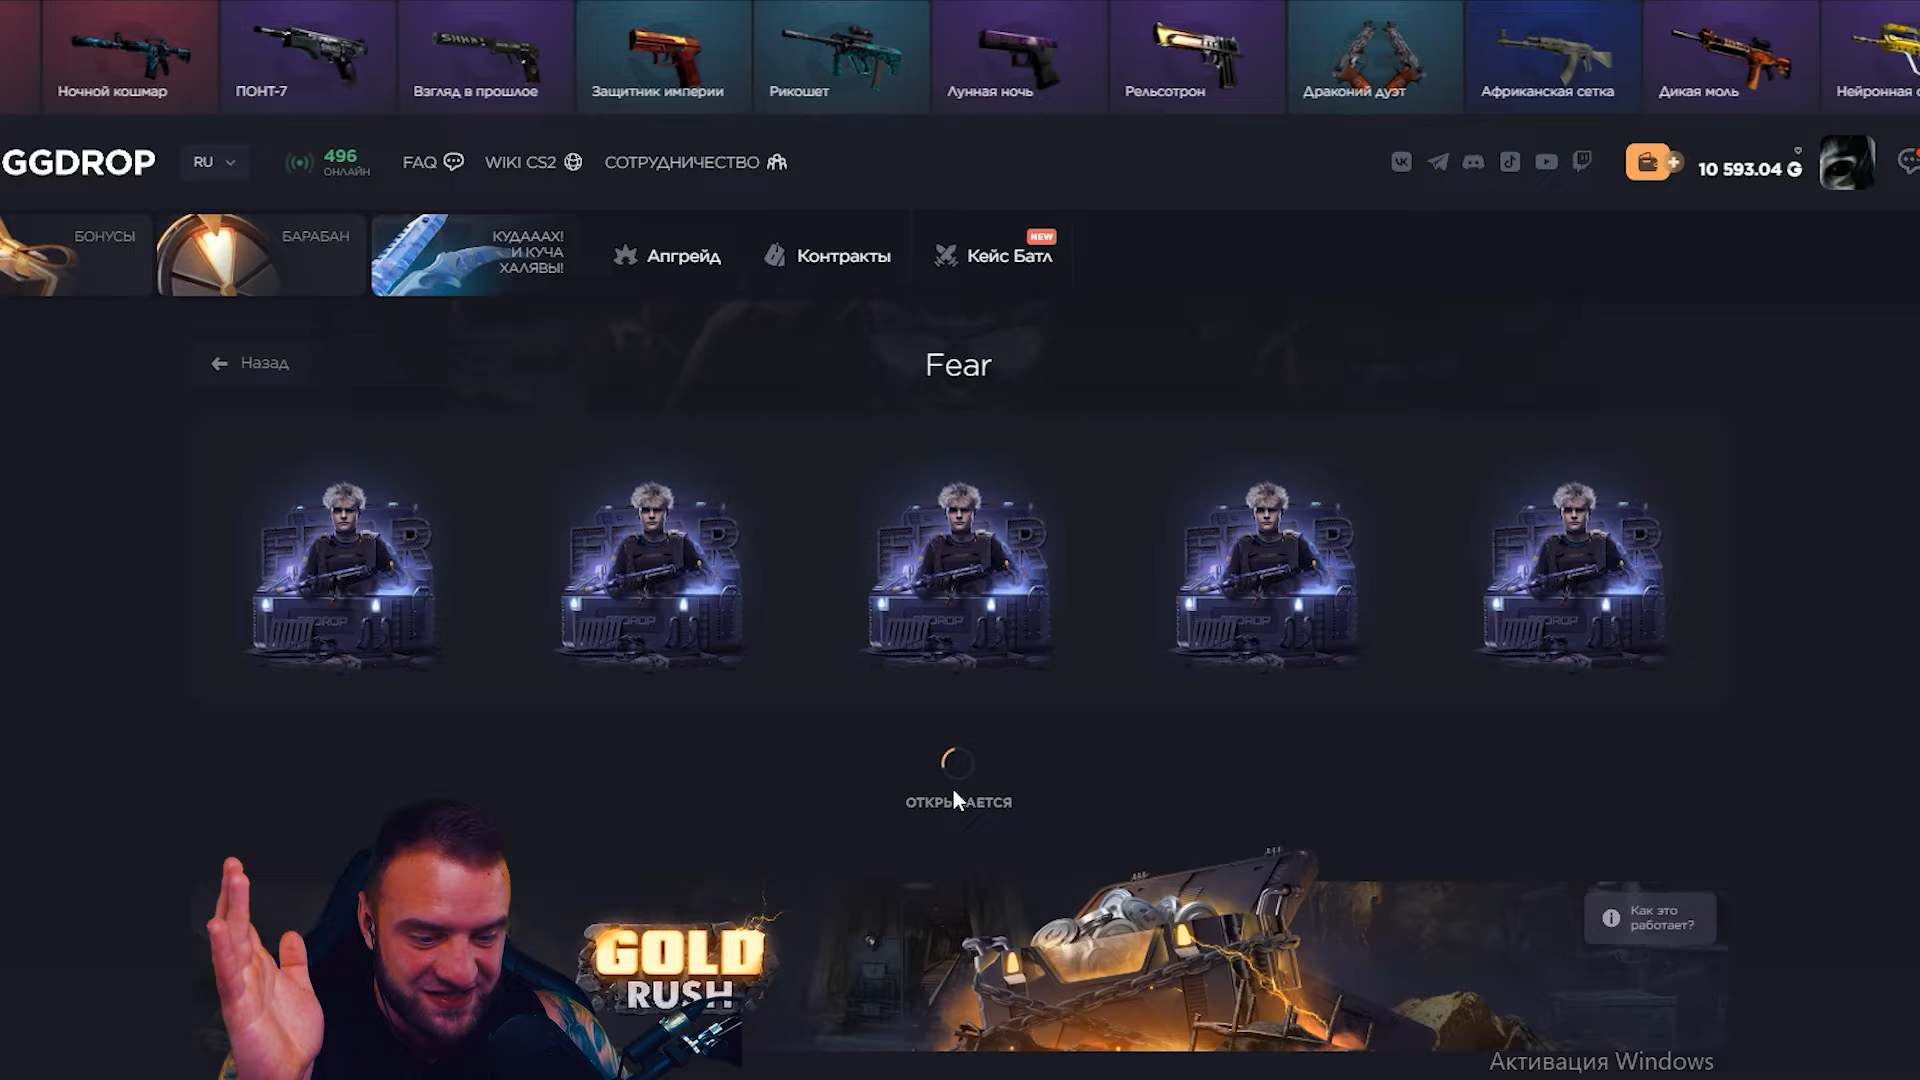 Ночной кошмар
ПОНТ-7
Взгляд в прошлое
Защитник империи
Рикошет
Лунная ночь
Рельсотрон
Драконий дуэт
Африканская сетка
Дикая моль
Нейронная
GGDROP
RU
496
ОНЛАЙН
FAQ
WIKI CS2
СОТРУДНИЧЕСТВО
10 593.04
БОНУСЫ
БАРАБАН
КУДАААХ!
И КУЧА
ХАЛЯВЫ!
Апгрейд
Контракты
NEW
Кейс Батл
Назад
Fear
ОТКРЫВАЕТСЯ
GOLD
RUSH
Как это
работает?
Активация Windows